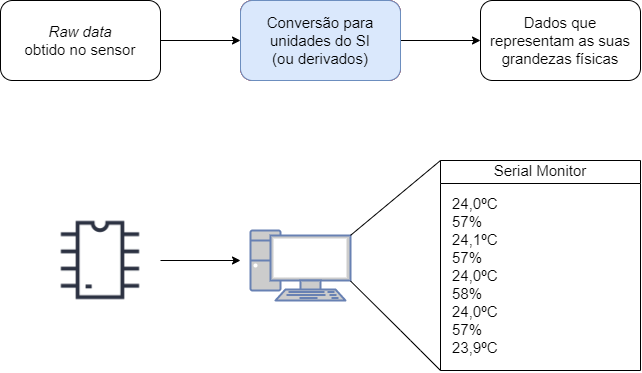 Raw data
obtido no sensor
Conversão para
unidades do SI
(ou derivados)
Dados que
representam as suas
grandezas físicas
Serial Monitor
24,0ºC
57%
24,1ºC
57%
24,0ºC
58%
24,0ºC
57%
23,9ºC